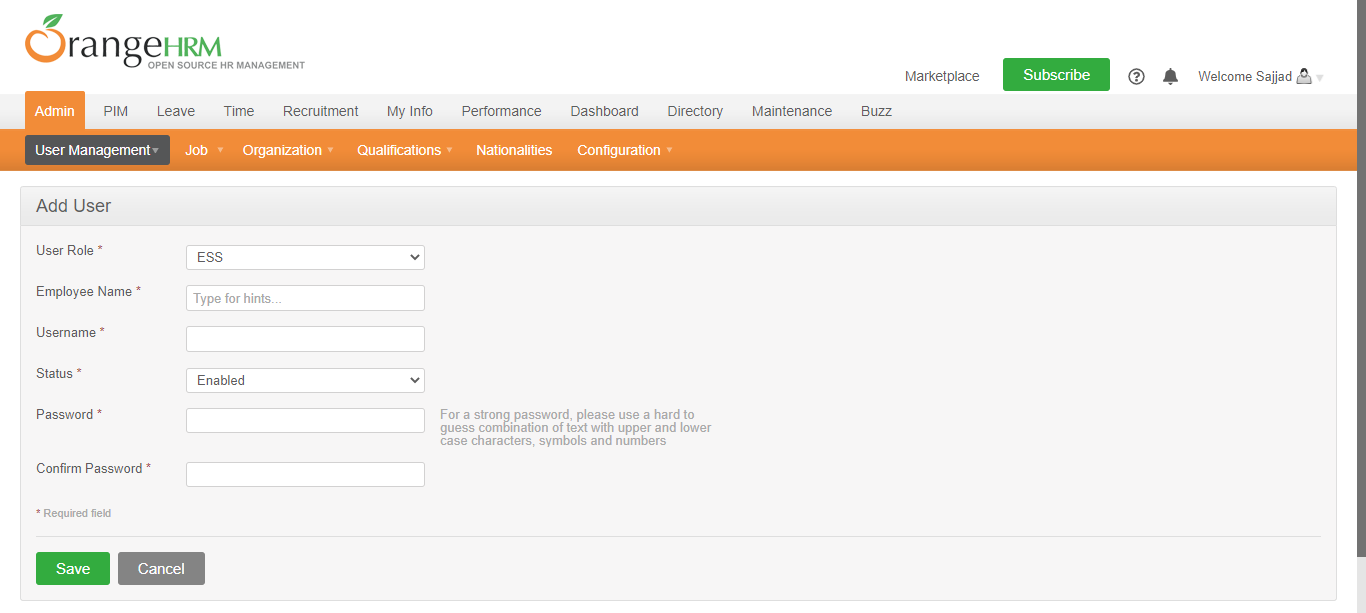 OrangeHRM
OPEN SOURCE HR MANAGEMENT
Marketplace Subscribe ? Welcome Sajjad
Admin PIM Leave Time Recruitment My Info Performance Dashboard Directory Maintenance Buzz
User Management Job Organization Qualifications Nationalities Configuration
Add User
User Role * ESS
Employee Name * Type for hints...
Username *
Status * Enabled
Password * For a strong password, please use a hard to
guess combination of text with upper and lower
case characters, symbols and numbers
Confirm Password *
* Required field
Save Cancel